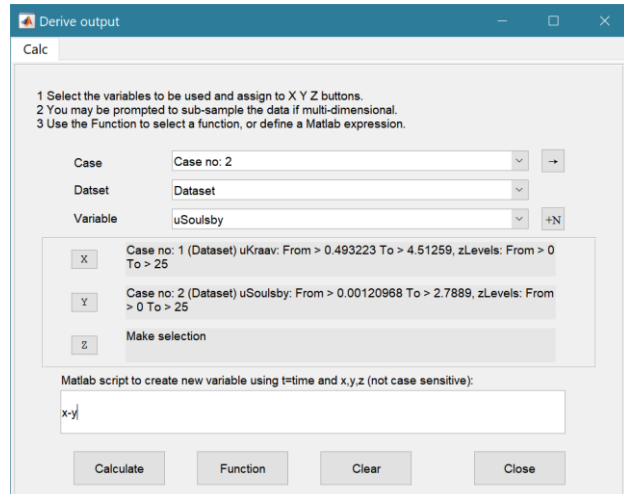 Derive output
Calc
1 Select the variables to be used and assign to X Y Z buttons.
2 You may be prompted to sub-sample the data if multi-dimensional.
3 Use the Function to select a function, or define a Matlab expression.
Case Case no: 2 →
Datset Dataset
Variable uSoulsby +N
X Case no: 1 (Dataset) uKraav: From > 0.493223 To > 4.51259, zLevels: From > 0
To > 25
Y Case no: 2 (Dataset) uSoulsby: From > 0.00120968 To > 2.7889, zLevels: From
> 0 To > 25
Z Make selection
Matlab script to create new variable using t=time and x,y,z (not case sensitive):
x-y
Calculate Function Clear Close